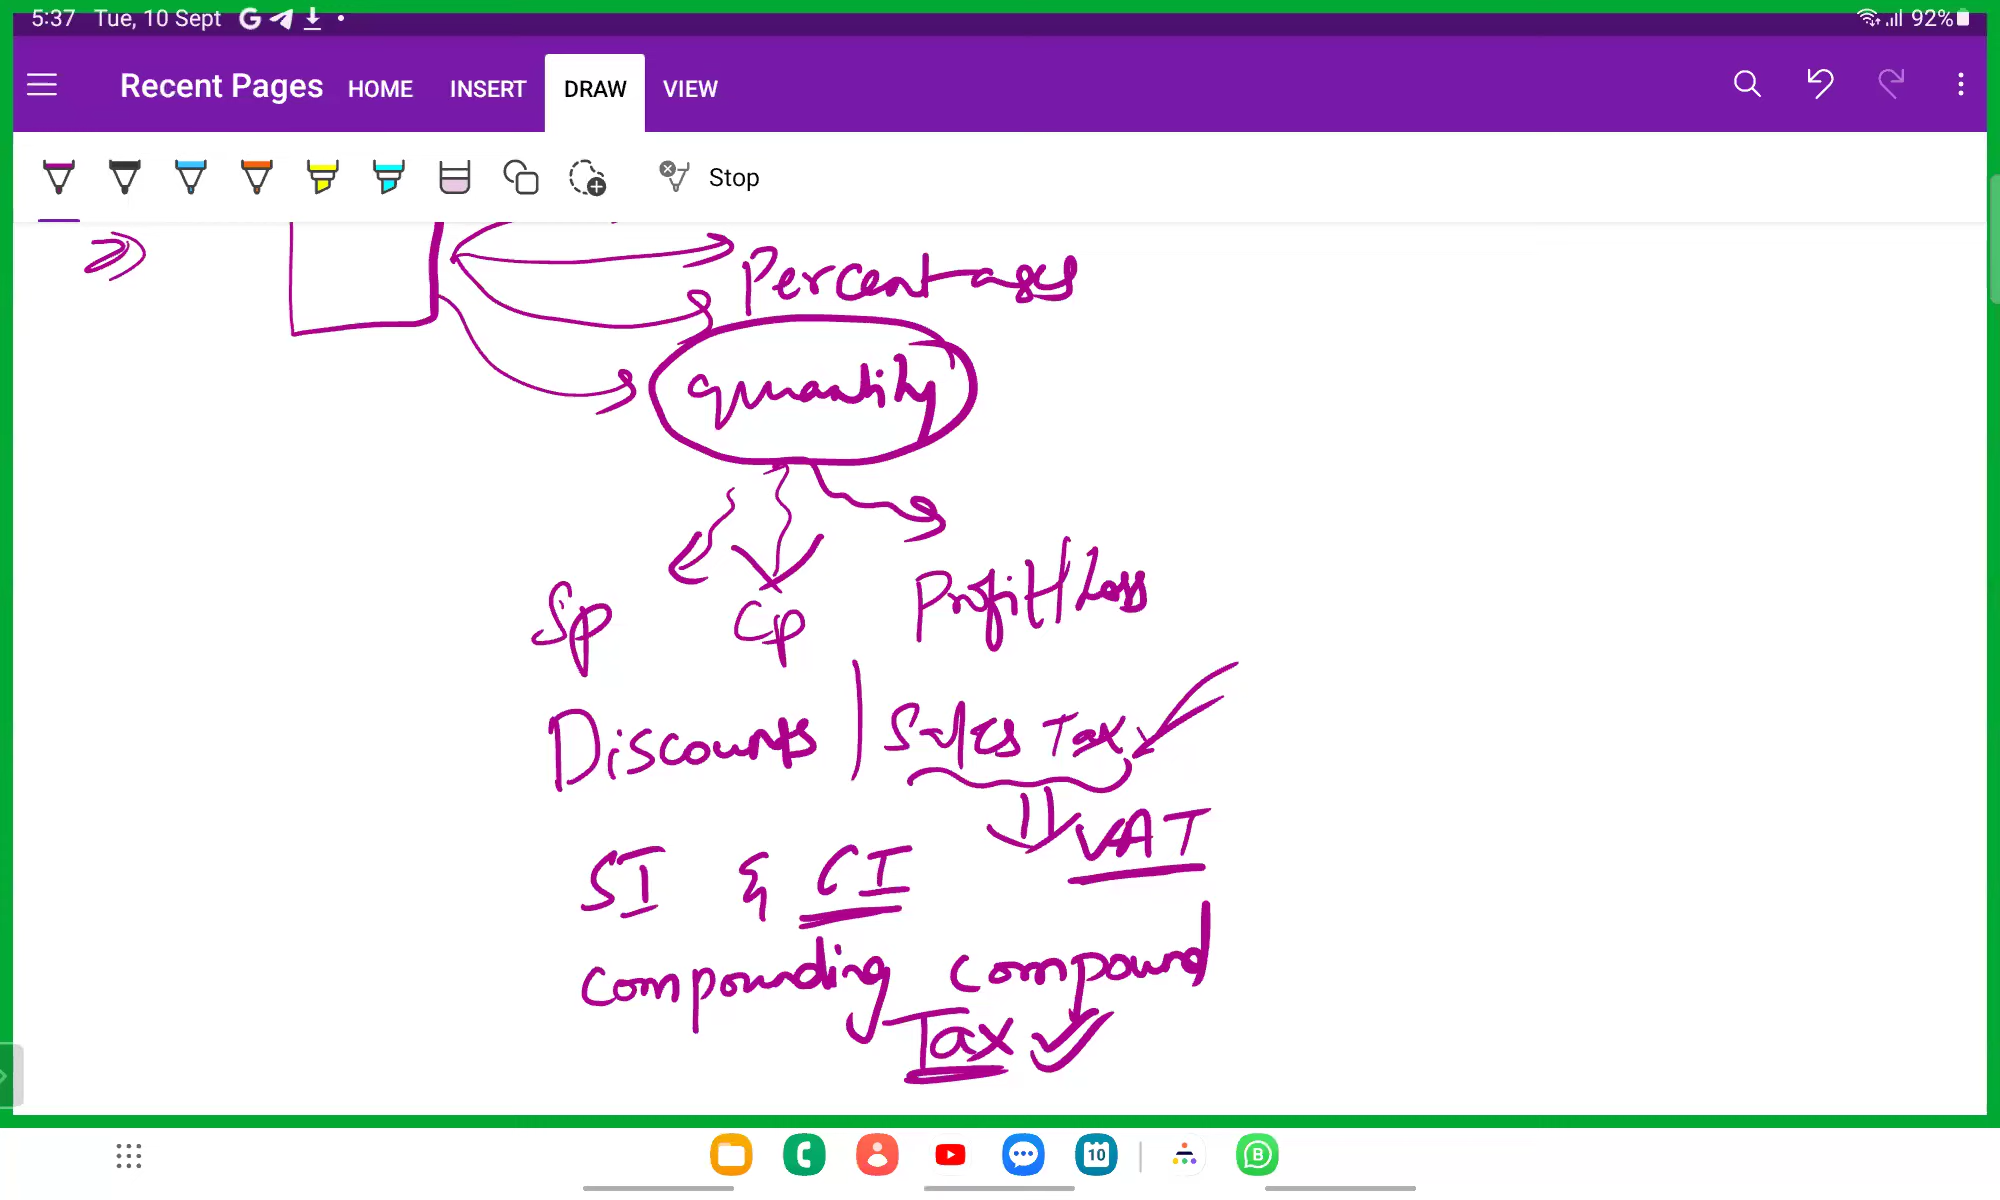 5:37 Tue, 10 Sept G 92%
Recent Pages HOME INSERT DRAW VIEW
Stop
Percentages
quantity
Sp Cp Profit/Loss
Discounts | Sales Tax
VAT
SI & CI
Compounding Compound
Tax
10 B